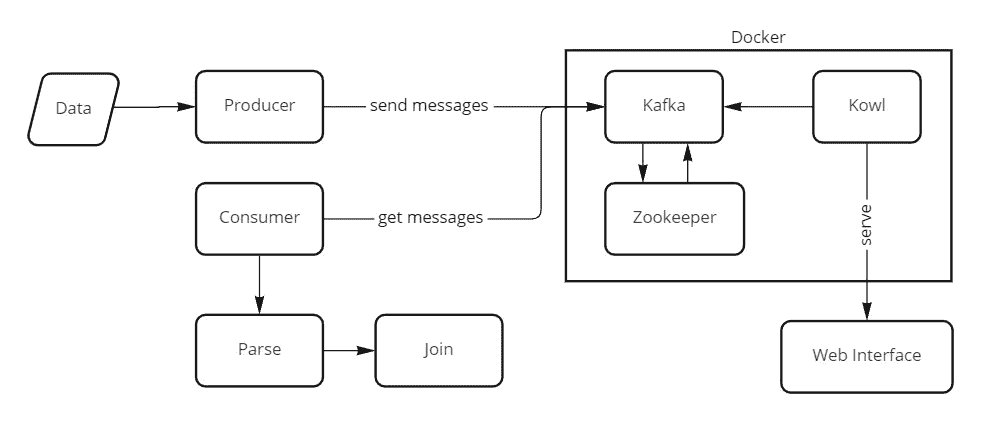 Docker
Data
Producer
send messages
Kafka
Kowl
Consumer
get messages
Zookeeper
serve
Parse
Join
Web Interface